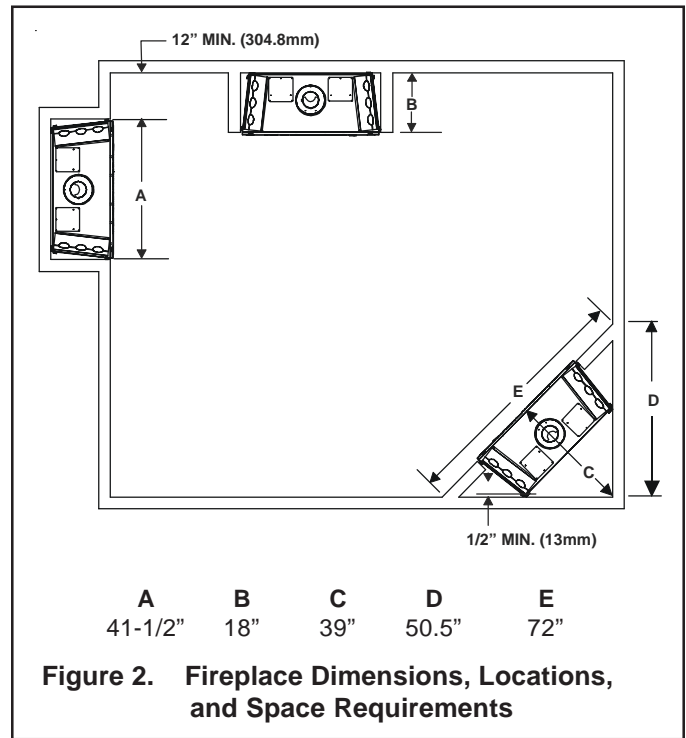 12” MIN. (304.8mm)
B
A
E
D
C
1/2” MIN. (13mm)
A B C D E
41-1/2” 18” 39” 50.5” 72”
Figure 2. Fireplace Dimensions, Locations,
and Space Requirements